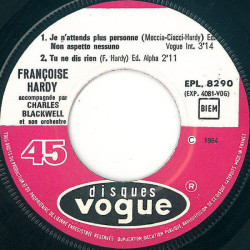 1. Je n'attends plus personne (Meccia-Ciacci-Hardy) Ed.
Non aspetto nessuno Vogue Int. 3'14
2. Tu ne dis rien (F. Hardy) Ed. Alpha 2'11
FRANÇOISE
HARDY
accompagnée par
CHARLES
BLACKWELL
et son orchestre
EPL. 8290
(EXP. 4081-VOG)
BIEM
45
© 1964
disques
vogue
®